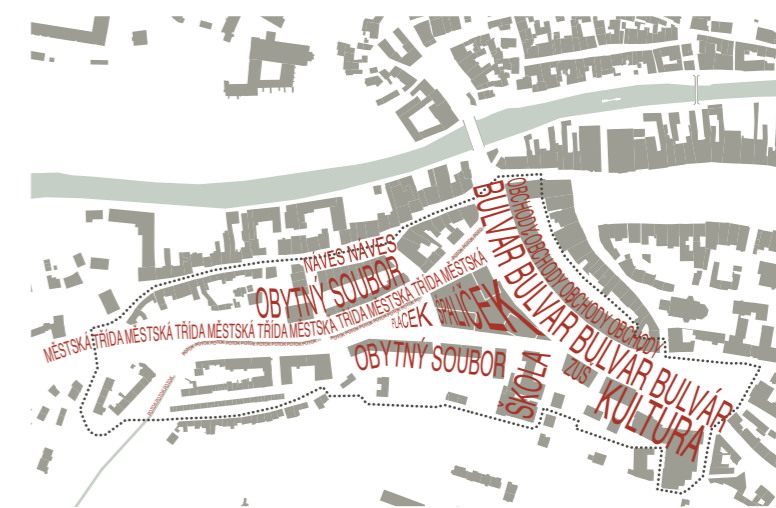 BULVÁR BULVÁR BULVÁR BULVÁR
OBCHODY OBCHODY OBCHODY OBCHODY
NÁVES NÁVES
OBYTNÝ SOUBOR
MĚSTSKÁ TŘÍDA MĚSTSKÁ TŘÍDA MĚSTSKÁ TŘÍDA MĚSTSKÁ TŘÍDA MĚSTSKÁ TŘÍDA MĚSTSKÁ
PLÁCEK
ŠPALÍČEK
OBYTNÝ SOUBOR
ŠKOLA
ZUŠ
KULTURA